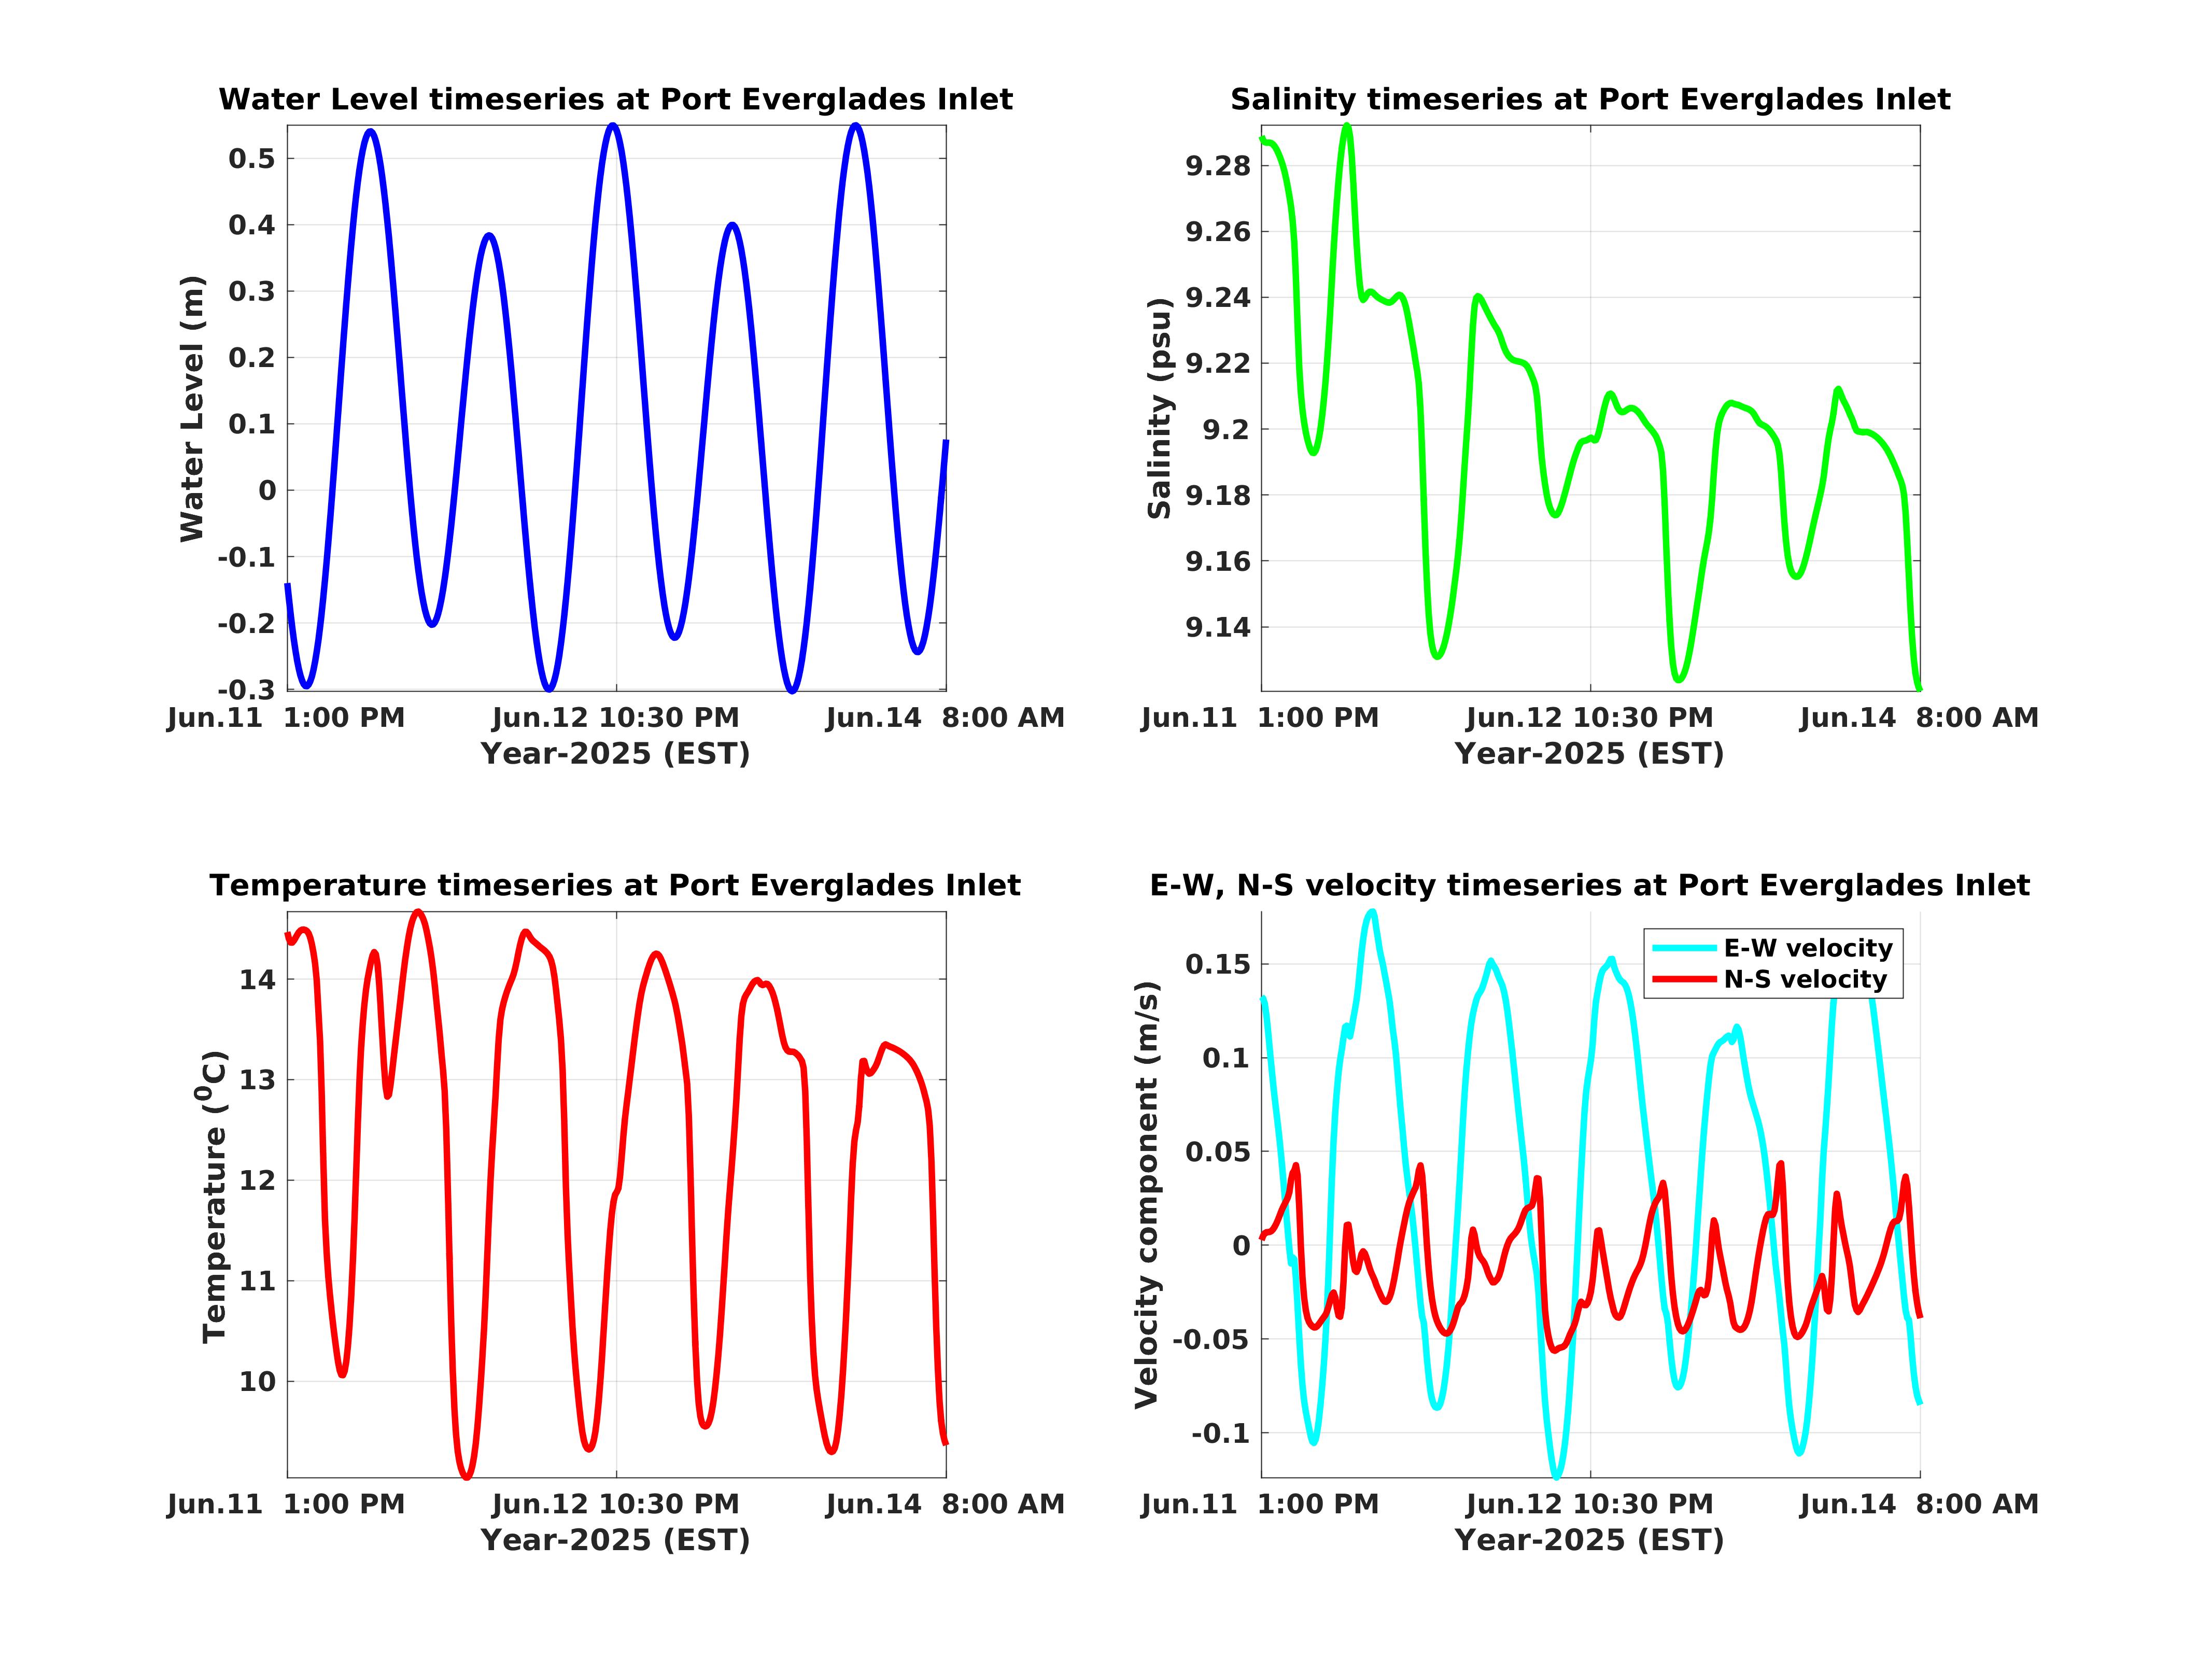 Water Level timeseries at Port Everglades Inlet
Water Level (m)
0.5
0.4
0.3
0.2
0.1
0
-0.1
-0.2
-0.3
Jun.11 1:00 PM Jun.12 10:30 PM Jun.14 8:00 AM
Year-2025 (EST)
Salinity timeseries at Port Everglades Inlet
Salinity (psu)
9.28
9.26
9.24
9.22
9.2
9.18
9.16
9.14
Jun.11 1:00 PM Jun.12 10:30 PM Jun.14 8:00 AM
Year-2025 (EST)
Temperature timeseries at Port Everglades Inlet
Temperature (⁰C)
14
13
12
11
10
Jun.11 1:00 PM Jun.12 10:30 PM Jun.14 8:00 AM
Year-2025 (EST)
E-W, N-S velocity timeseries at Port Everglades Inlet
Velocity component (m/s)
E-W velocity
N-S velocity
0.15
0.1
0.05
0
-0.05
-0.1
Jun.11 1:00 PM Jun.12 10:30 PM Jun.14 8:00 AM
Year-2025 (EST)